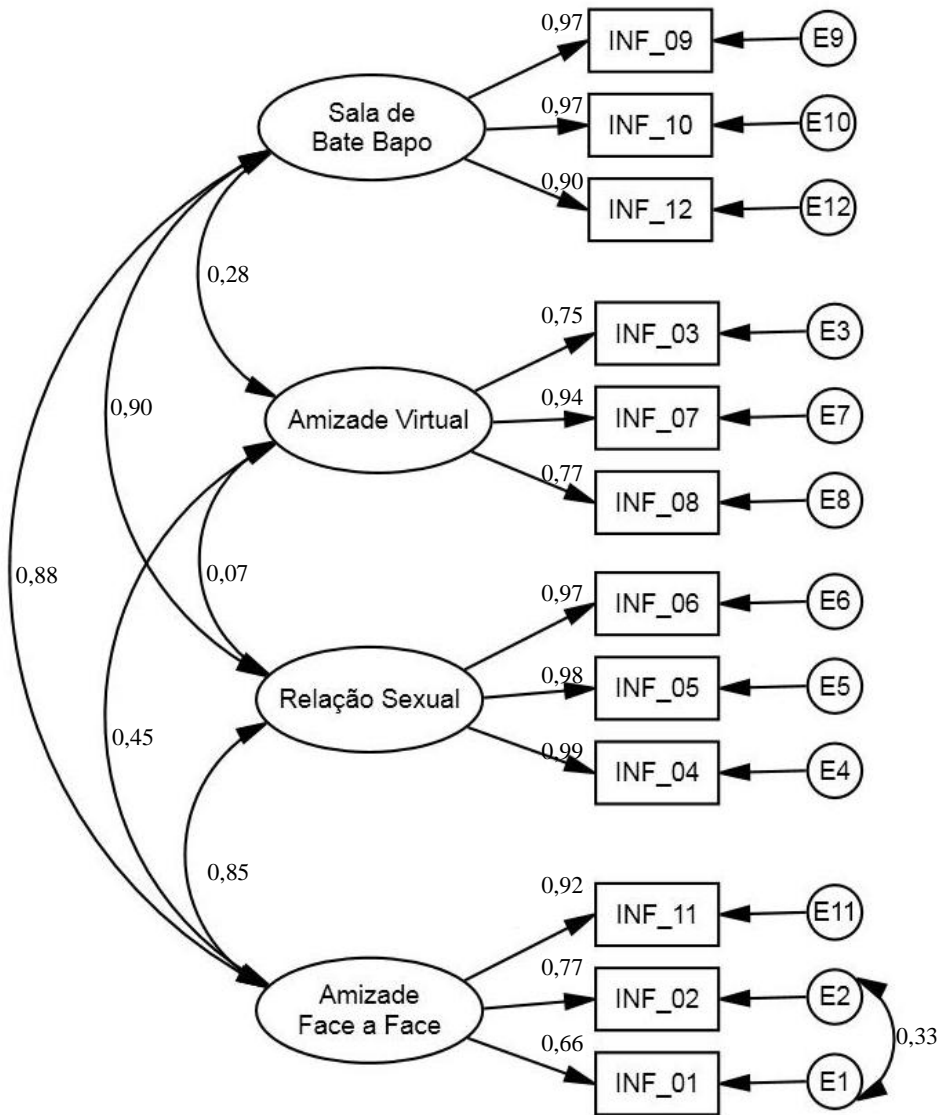 0,97
INF_09
E9
Sala de
Bate Bapo
0,97
INF_10
E10
0,90
INF_12
E12
0,28
0,75
INF_03
E3
0,90
Amizade Virtual
0,94
INF_07
E7
0,77
INF_08
E8
0,88
0,07
0,97
INF_06
E6
Relação Sexual
0,98
INF_05
E5
0,45
0,99
INF_04
E4
0,85
0,92
INF_11
E11
Amizade
Face a Face
0,77
INF_02
E2
0,33
0,66
INF_01
E1